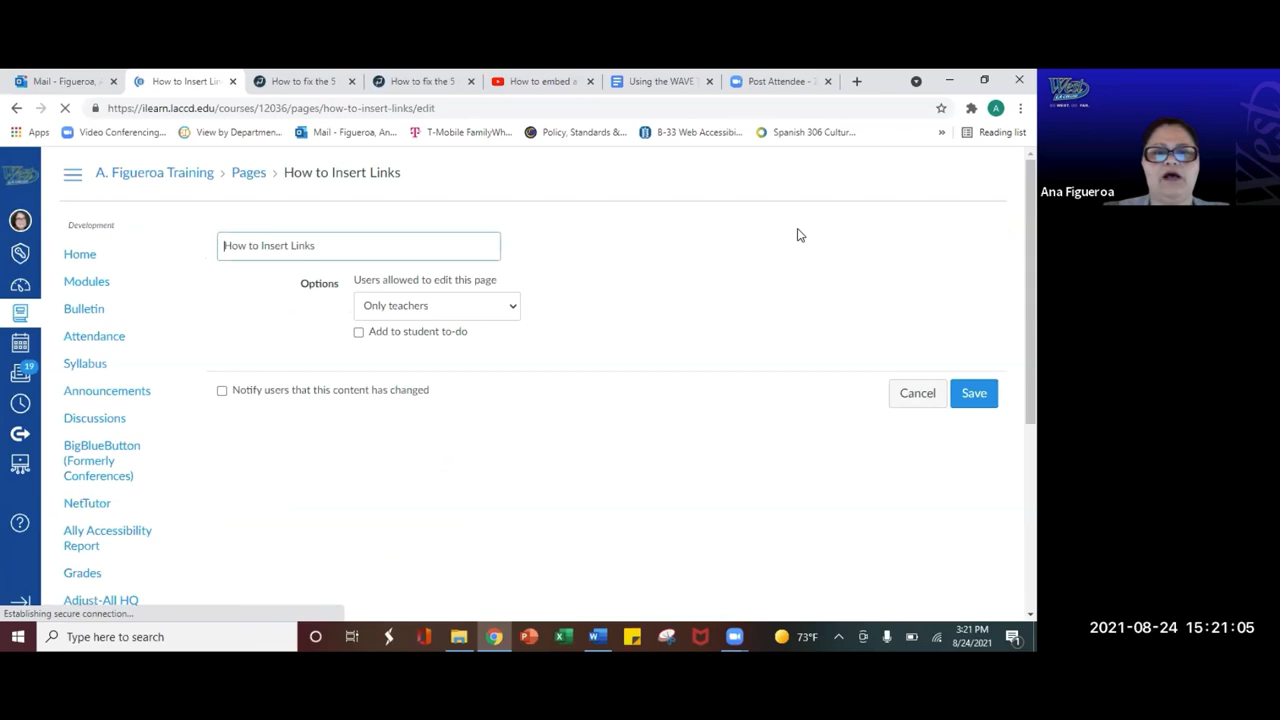 Mail - Figueroa, 
How to Insert Lin
How to fix the 5
How to fix the 5
How to embed a
Using the WAVE
Post Attendee -
https://ilearn.laccd.edu/courses/12036/pages/how-to-insert-links/edit
A
Apps
Video Conferencing...
View by Departmen...
Mail - Figueroa, An...
T-Mobile FamilyWh...
Policy, Standards &...
B-33 Web Accessibi...
Spanish 306 Cultur...
»
Reading list
West
Ana Figueroa
A. Figueroa Training > Pages > How to Insert Links
Development
Home
Modules
Bulletin
Attendance
Syllabus
Announcements
Discussions
BigBlueButton
(Formerly
Conferences)
NetTutor
Ally Accessibility
Report
Grades
Adjust-All HQ
19
How to Insert Links
Options
Users allowed to edit this page
Only teachers
Add to student to-do
Notify users that this content has changed
Cancel
Save
Establishing secure connection...
Type here to search
73°F
3:21 PM
8/24/2021
1
2021-08-24 15:21:05